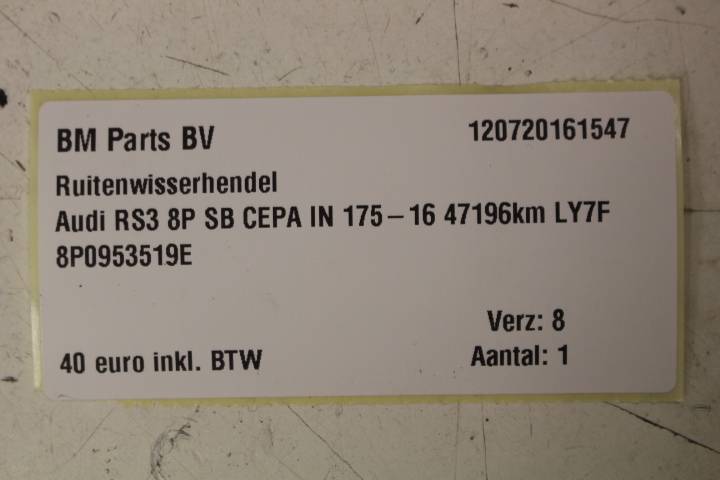 BM Parts BV 120720161547
Ruitenwisserhendel
Audi RS3 8P SB CEPA IN 175-16 47196km LY7F
8P0953519E
Verz: 8
40 euro inkl. BTW Aantal: 1